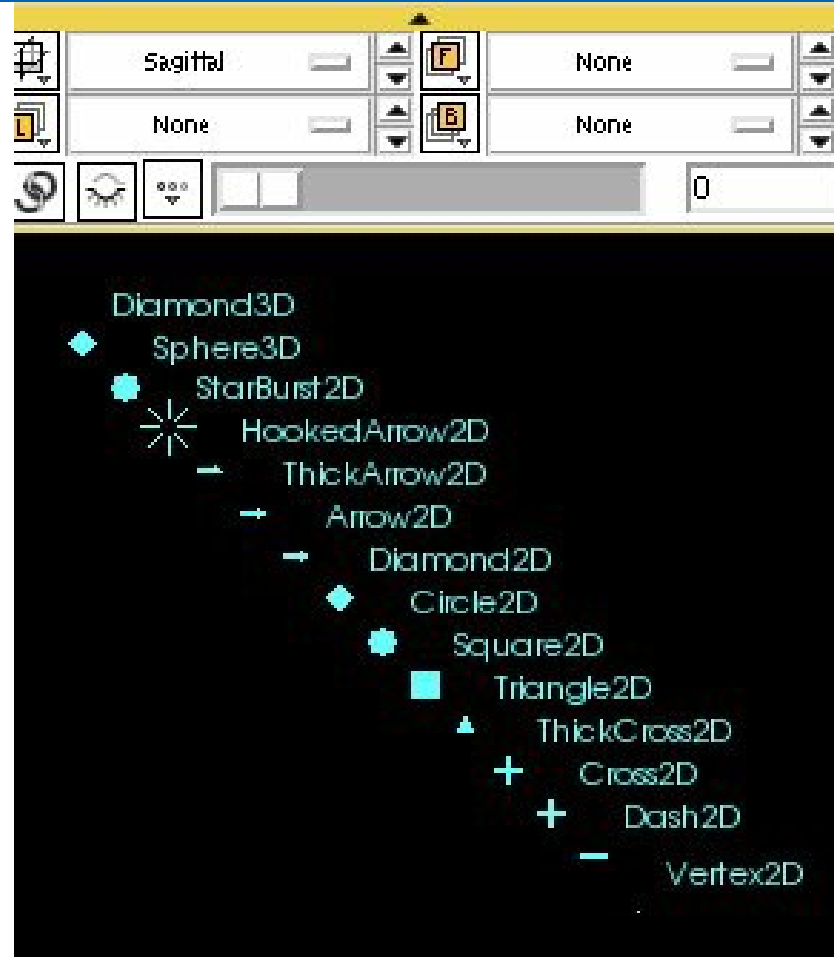 Sagittal F None
L None B None
0
Diamond3D
Sphere3D
StarBurst2D
HookedArrow2D
ThickArrow2D
Arrow2D
Diamond2D
Circle2D
Square2D
Triangle2D
ThickCross2D
Cross2D
Dash2D
Vertex2D